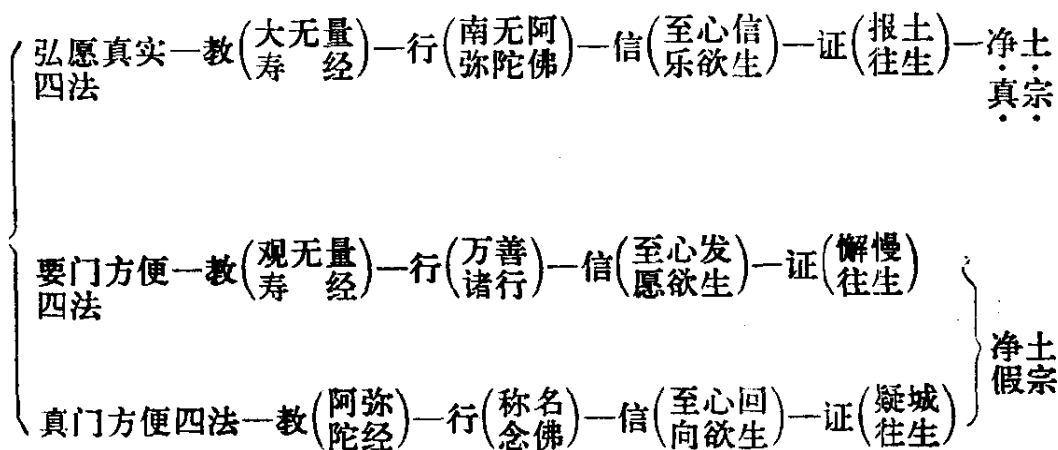 弘愿真实四法—教(大无量寿经)—行(南无阿弥陀佛)—信(至心信乐欲生)—证(报土往生)—净土真宗
要门方便四法—教(观无量寿经)—行(万善诸行)—信(至心发愿欲生)—证(懈慢往生)
真门方便四法—教(阿弥陀经)—行(称名念佛)—信(至心回向欲生)—证(疑城往生)
净土假宗